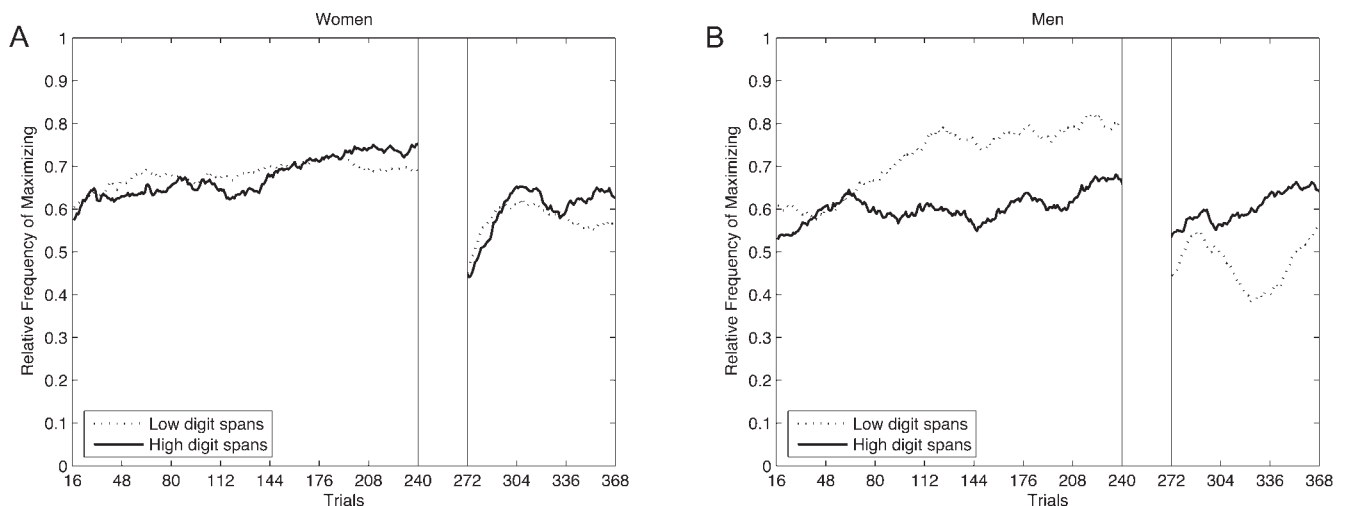 A
Women
Relative Frequency of Maximizing
1
0.9
0.8
0.7
0.6
0.5
0.4
0.3
0.2
0.1
0
Low digit spans
High digit spans
16 48 80 112 144 176 208 240 272 304 336 368
Trials
B
Men
Relative Frequency of Maximizing
1
0.9
0.8
0.7
0.6
0.5
0.4
0.3
0.2
0.1
0
Low digit spans
High digit spans
16 48 80 112 144 176 208 240 272 304 336 368
Trials